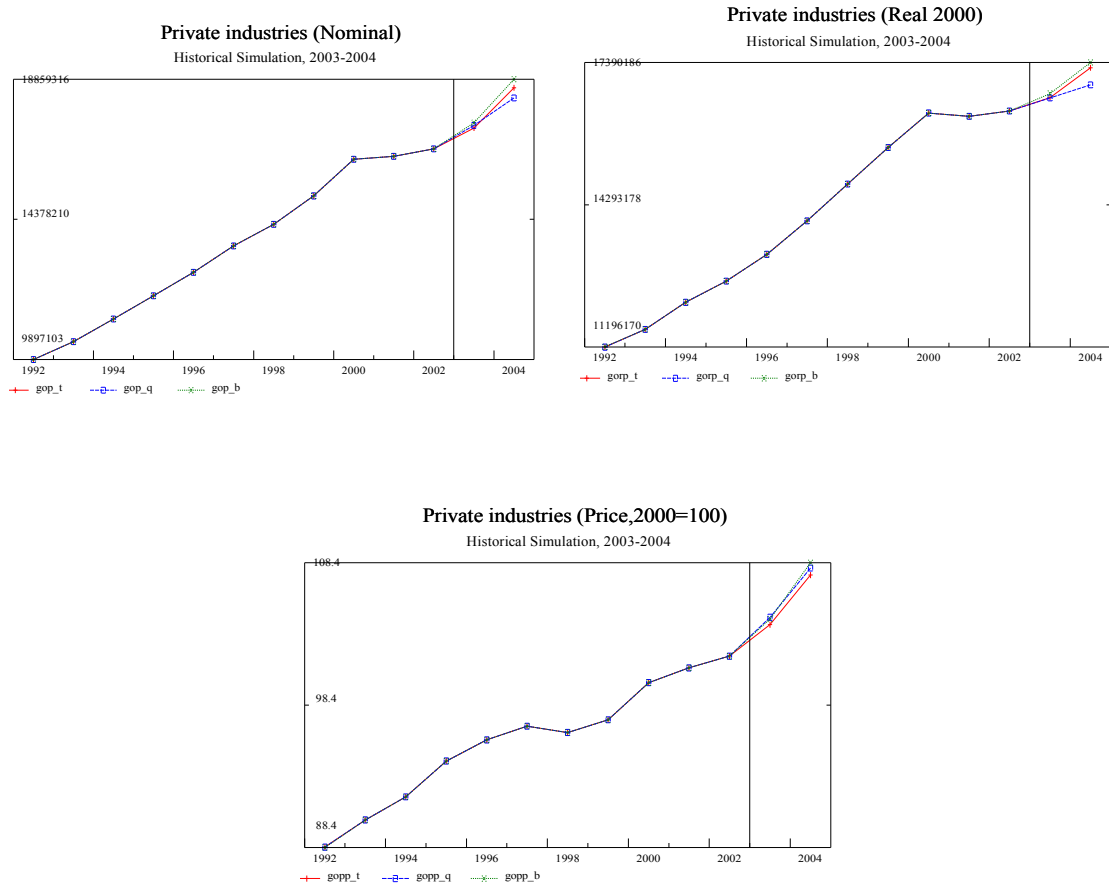 Private industries (Nominal)
Historical Simulation, 2003-2004
18859316
14378210
9897103
1992 1994 1996 1998 2000 2002 2004
gop_t gop_q gop_b
Private industries (Real 2000)
Historical Simulation, 2003-2004
17390186
14293178
11196170
1992 1994 1996 1998 2000 2002 2004
gorp_t gorp_q gorp_b
Private industries (Price,2000=100)
Historical Simulation, 2003-2004
108.4
98.4
88.4
1992 1994 1996 1998 2000 2002 2004
gopp_t gopp_q gopp_b